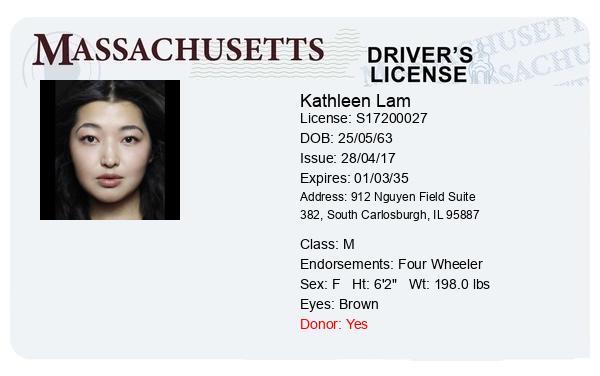 MASSACHUSETTS
DRIVER'S
LICENSE
Kathleen Lam
License: S17200027
DOB: 25/05/63
Issue: 28/04/17
Expires: 01/03/35
Address: 912 Nguyen Field Suite
382, South Carlosburgh, IL 95887
Class: M
Endorsements: Four Wheeler
Sex: F Ht: 6'2" Wt: 198.0 lbs
Eyes: Brown
Donor: Yes